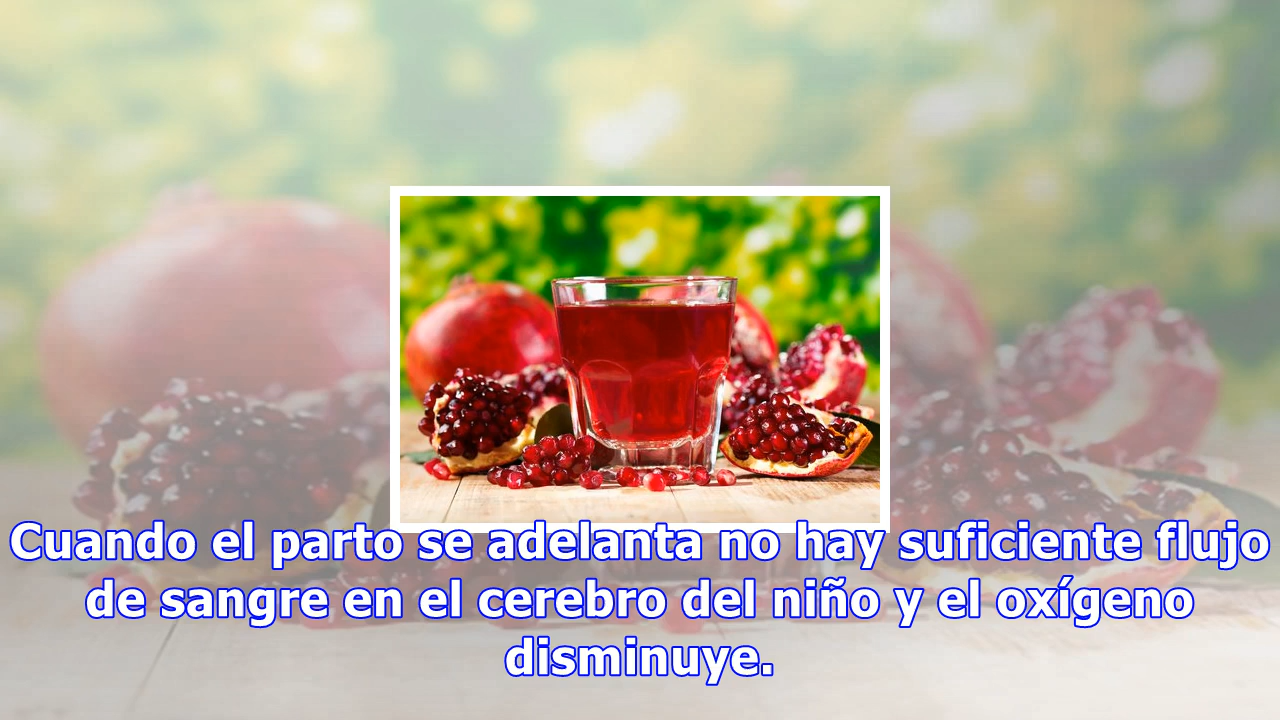 Cuando el parto se adelanta no hay suficiente flujo
de sangre en el cerebro del niño y el oxígeno
disminuye.